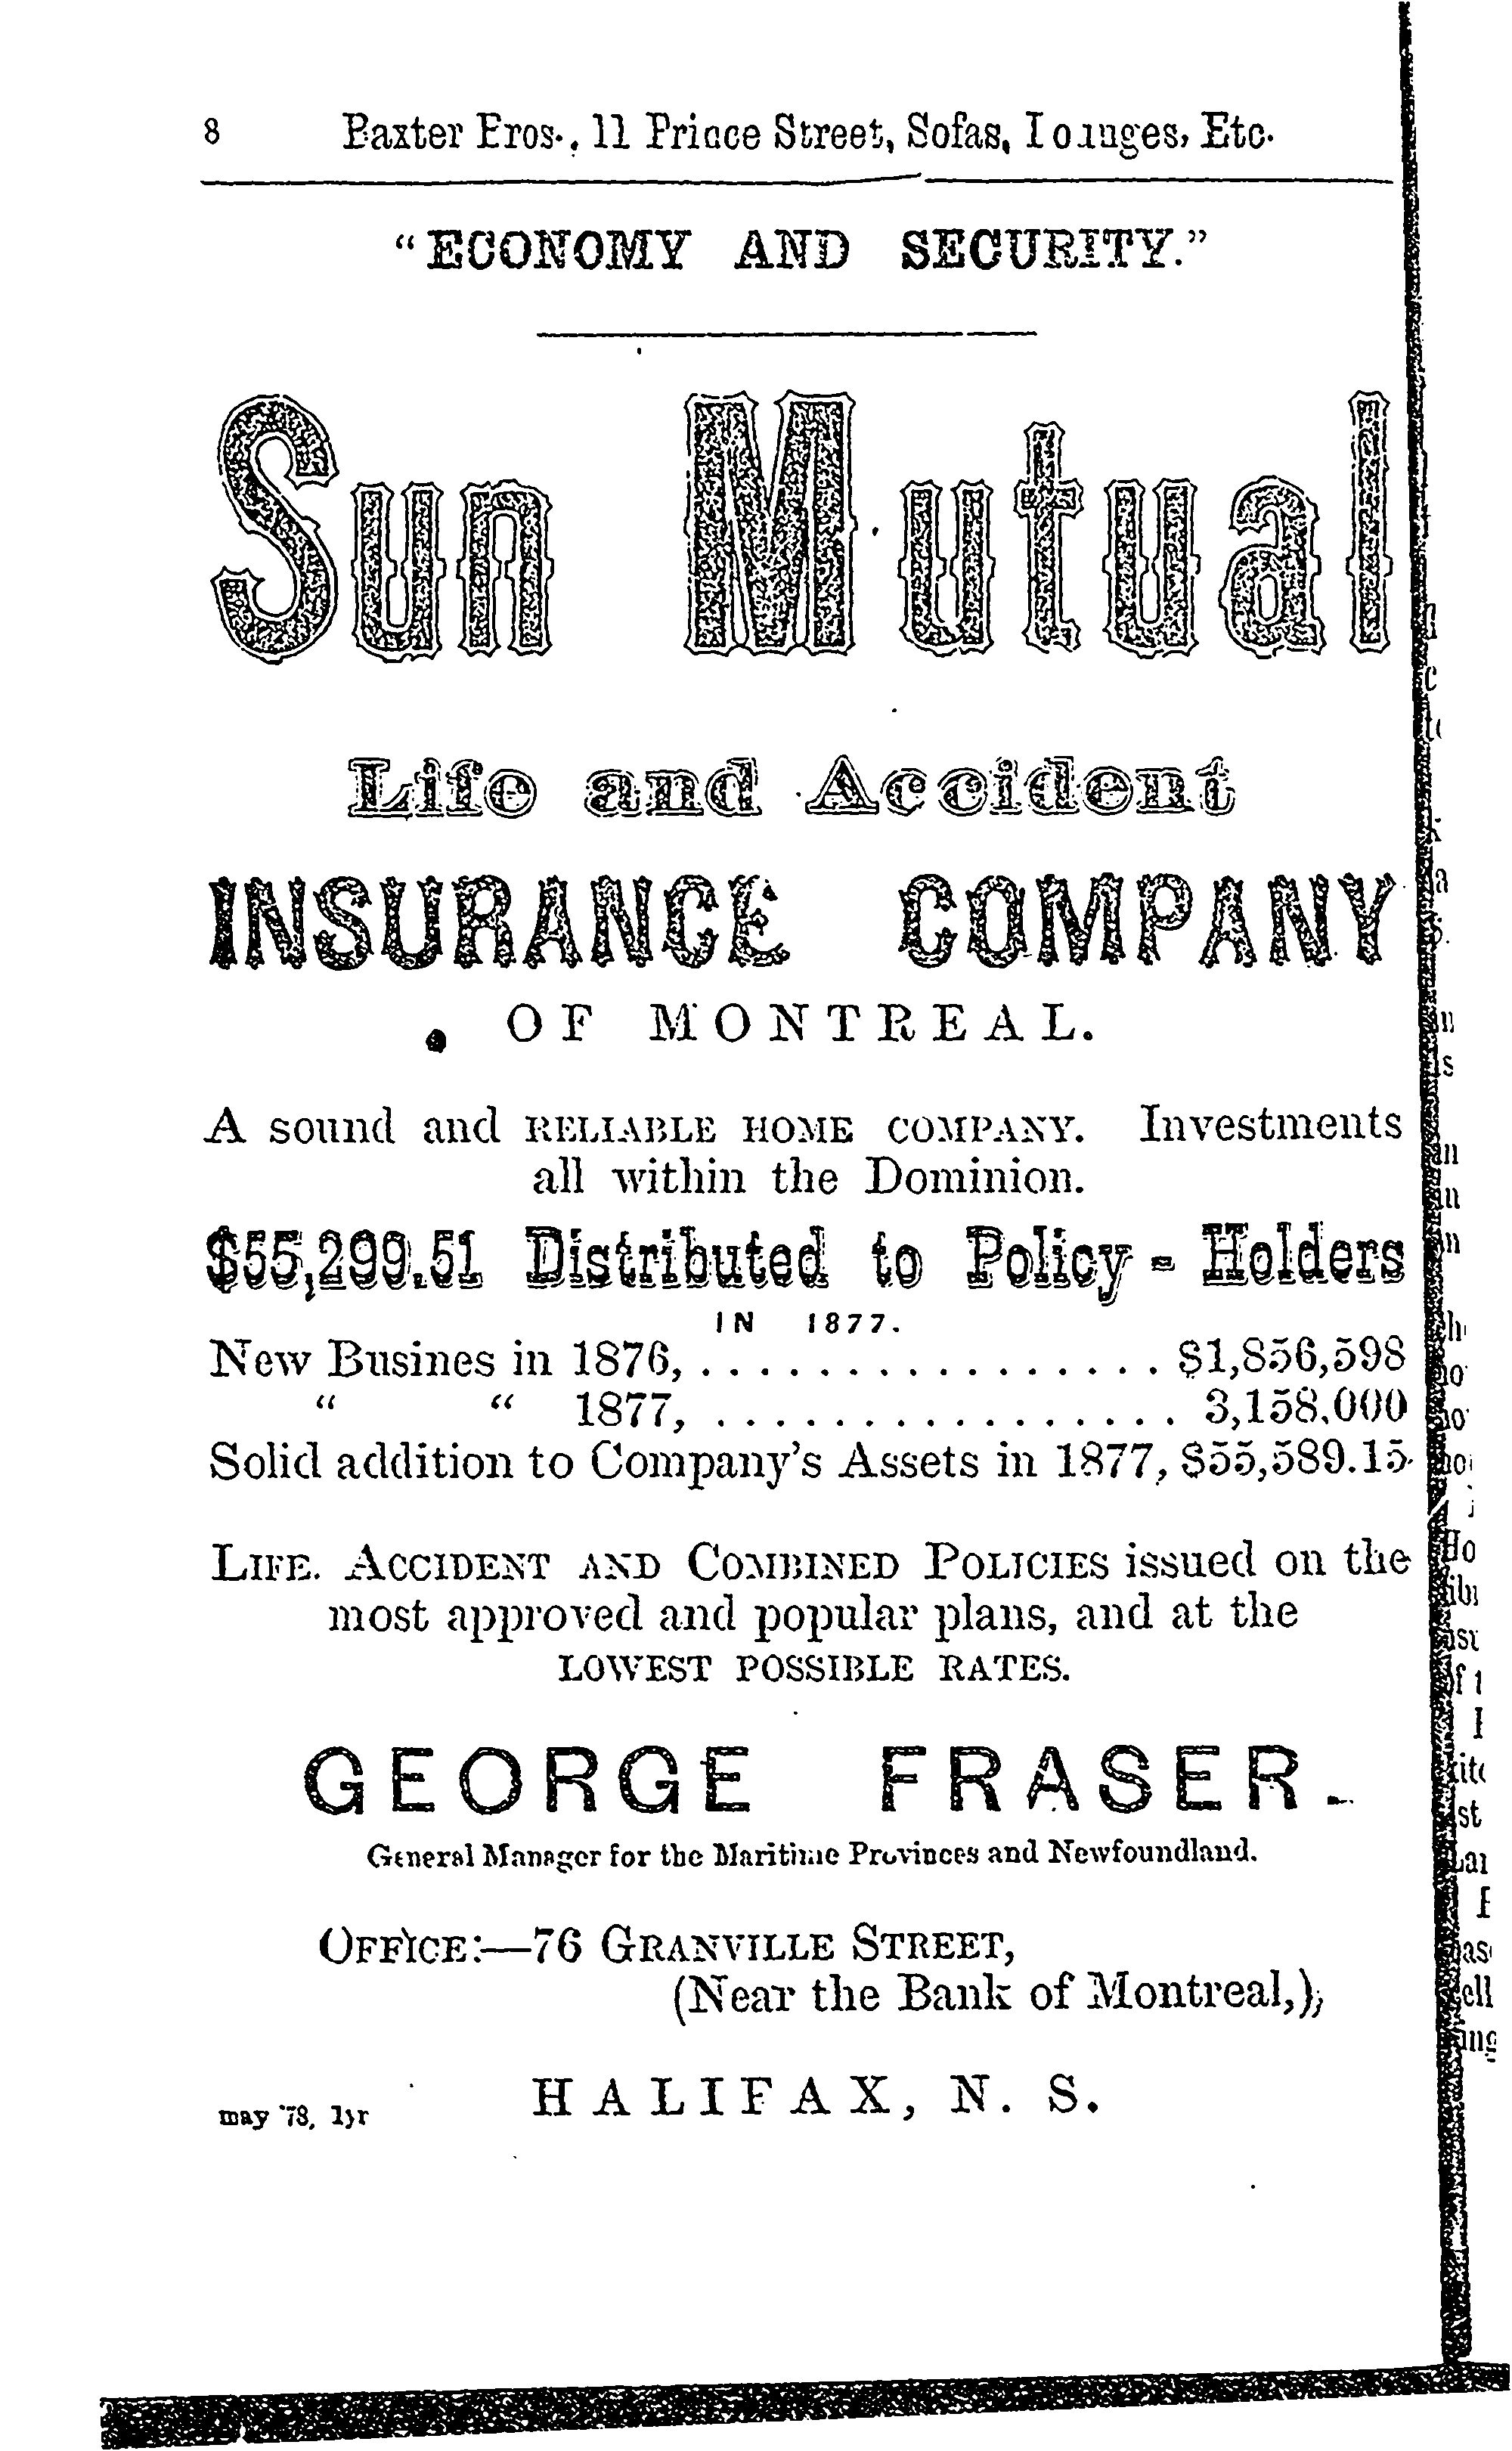 8 Baxter Bros., 11 Prince Street, Sofas, Lounges, Etc.
"ECONOMY AND SECURITY."
Sun Mutual
Life and Accident
INSURANCE COMPANY
OF MONTREAL.
A sound and RELIABLE HOME COMPANY. Investments
all within the Dominion.
$55,299.51 Distributed to Policy-Holders
IN 1877.
New Busines in 1876, . . . . . . . . . . . . . . . . $1,856,598
" " 1877, . . . . . . . . . . . . . . . . 3,158.000
Solid addition to Company's Assets in 1877, $55,589.15
LIFE. ACCIDENT AND COMBINED POLICIES issued on the
most approved and popular plans, and at the
LOWEST POSSIBLE RATES.
GEORGE FRASER.
General Manager for the Maritime Provinces and Newfoundland.
OFFICE:—76 GRANVILLE STREET,
(Near the Bank of Montreal,),
HALIFAX, N. S.
may '78, 1yr